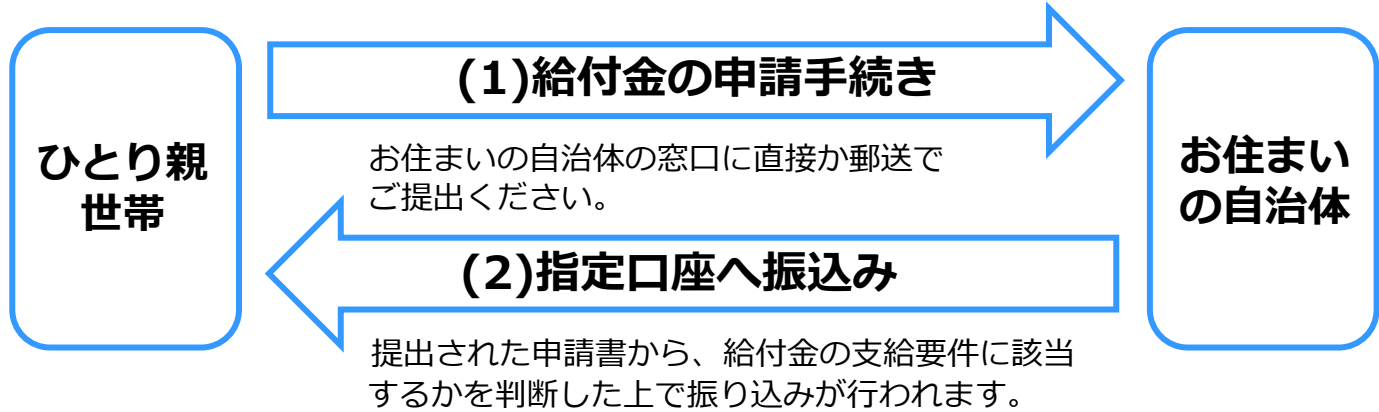 ひとり親
世帯
(1)給付金の申請手続き
お住まいの自治体の窓口に直接か郵送で
ご提出ください。
(2)指定口座へ振込み
提出された申請書から、給付金の支給要件に該当
するかを判断した上で振り込みが行われます。
お住まい
の自治体